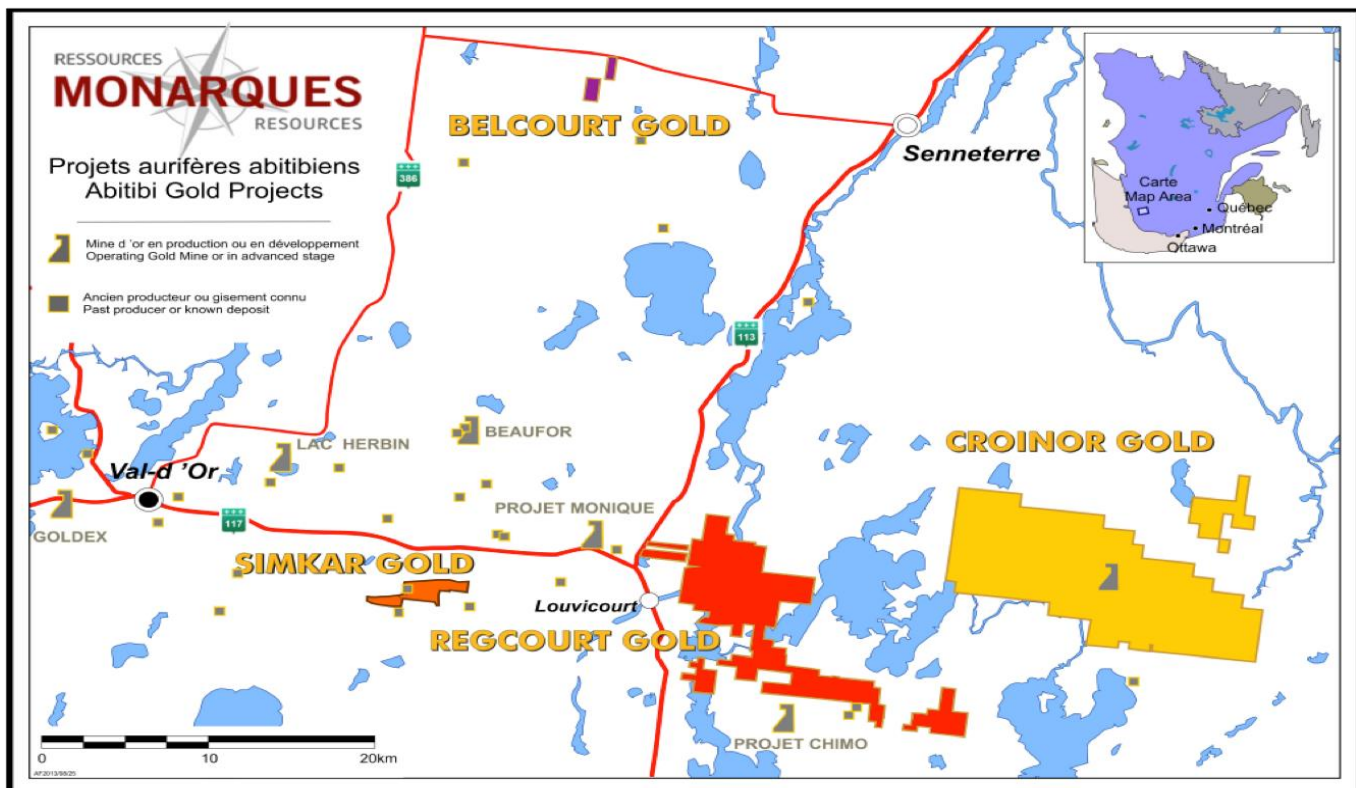 RESSOURCES
MONARQUES
RESOURCES
Projets aurifères abitibiens
Abitibi Gold Projects
Mine d 'or en production ou en développement
Operating Gold Mine or in advanced stage
Ancien producteur ou gisement connu
Past producer or known deposit
BELCOURT GOLD
Senneterre
386
Carte
Map Area
Québec
Montréal
Ottawa
113
LAC HERBIN
BEAUFOR
CROINOR GOLD
Val-d 'Or
PROJET MONIQUE
GOLDEX
117
SIMKAR GOLD
Louvicourt
REGCOURT GOLD
PROJET CHIMO
0 10 20km
AF2013/98/25